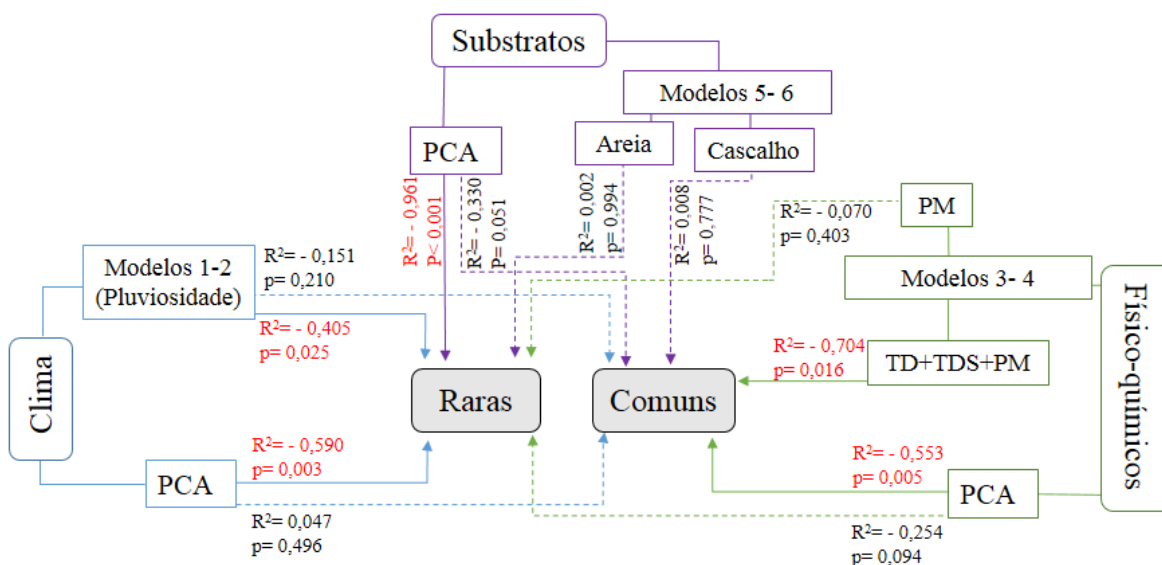 Substratos
Modelos 5- 6
PCA
Areia
Cascalho
R²= - 0,961
P< 0,001
R²= - 0,330
P= 0,051
R²= 0,002
p= 0,994
R²= 0,008
p= 0,777
R²= - 0,070
p= 0,403
PM
Modelos 1-2
(Pluviosidade)
R²= - 0,151
p= 0,210
R²= - 0,405
p= 0,025
Modelos 3- 4
Físico-químicos
Clima
Raras
Comuns
R²= - 0,704
p= 0,016
TD+TDS+PM
PCA
R²= - 0,590
p= 0,003
R²= 0,047
p= 0,496
R²= - 0,553
p= 0,005
PCA
R²= - 0,254
p= 0,094